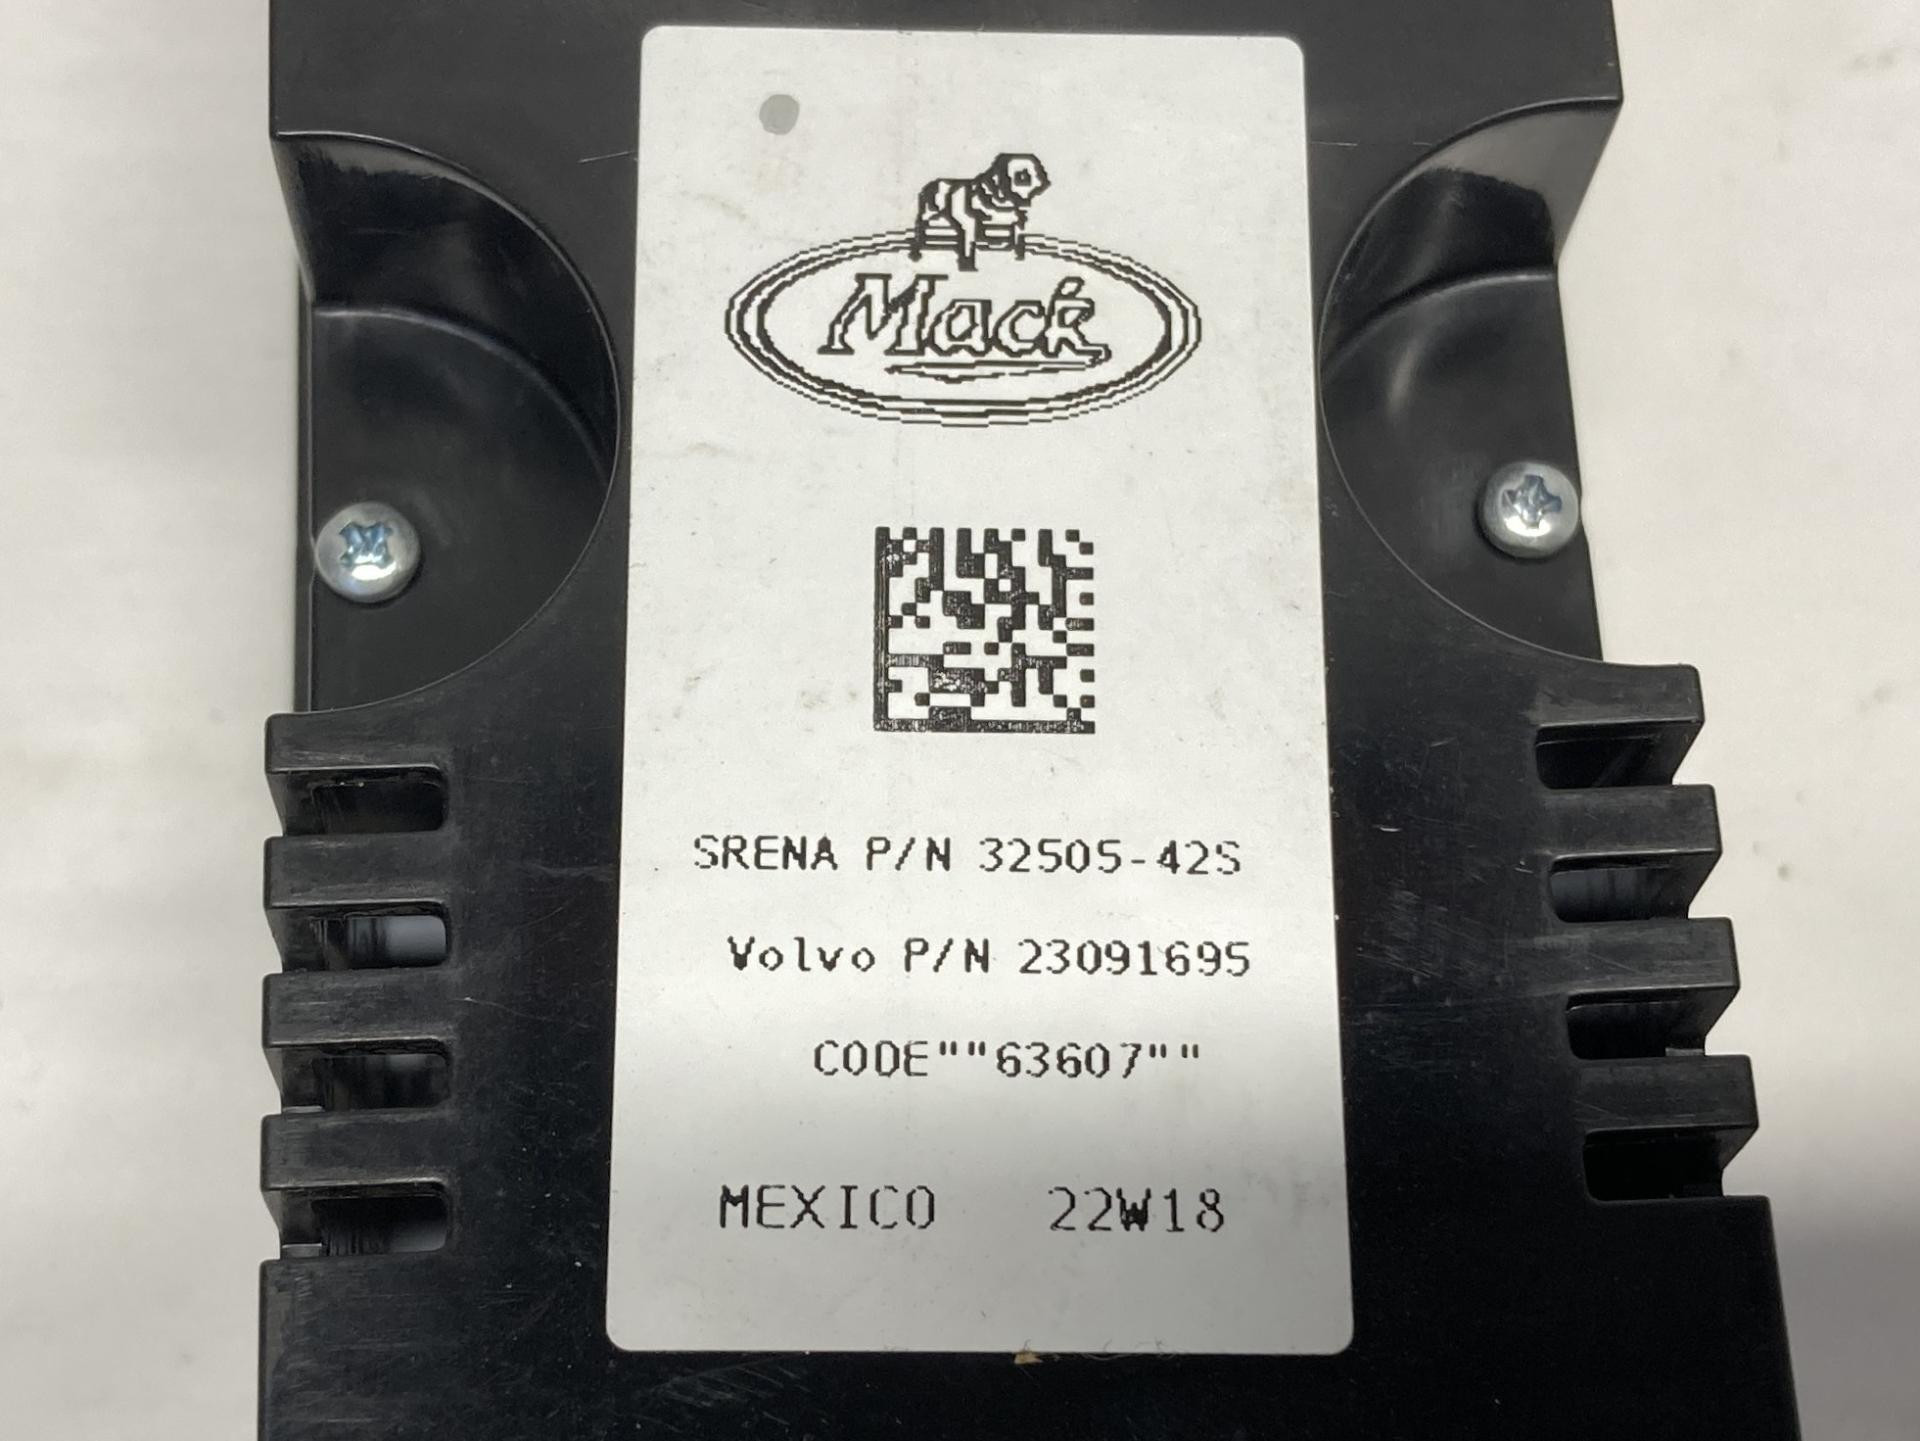 Mack
SRENA P/N 32505-42S
Volvo P/N 23091695
CODE""63607""
MEXICO 22W18